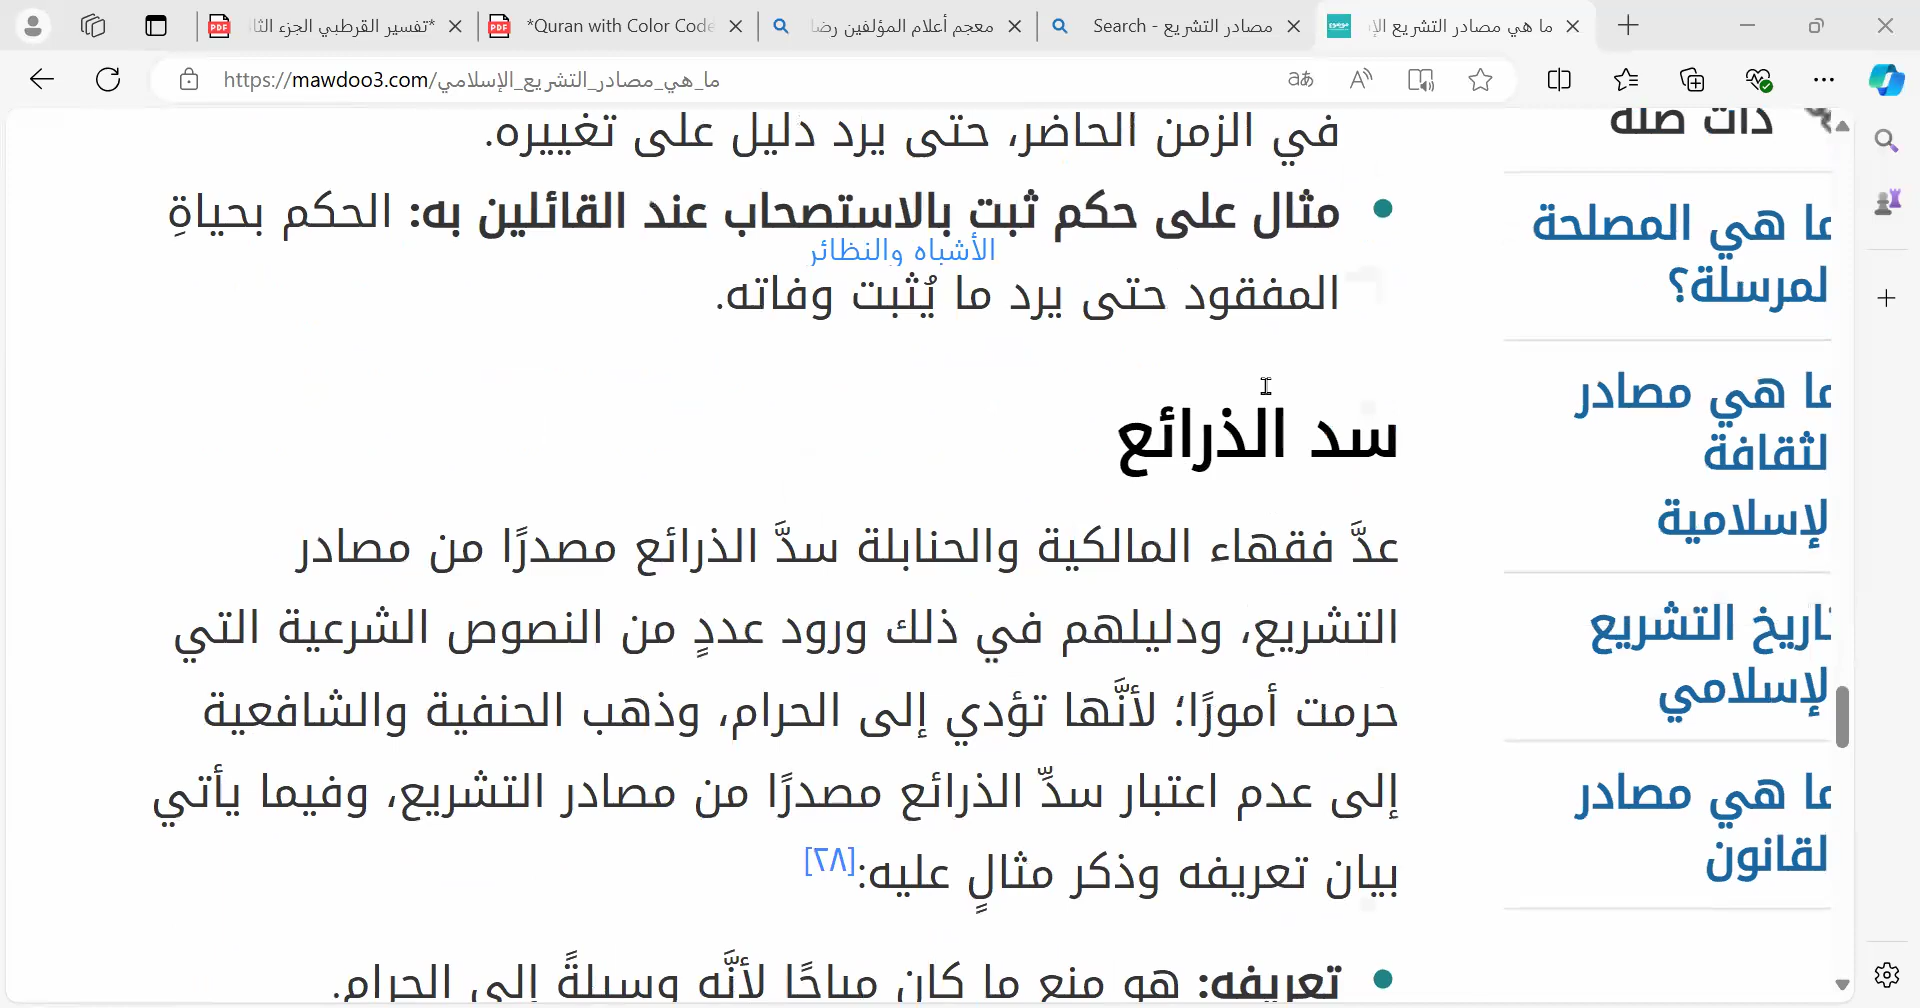 *تفسير القرطبي الجزء الثا
*Quran with Color Code
معجم أعلام المؤلفين رضا
مصادر التشريع - Search
ما هي مصادر التشريع الإ
https://mawdoo3.com/ما_هي_مصادر_التشريع_الإسلامي
في الزمن الحاضر، حتى يرد دليل على تغييره.
مثال على حكم ثبت بالاستصحاب عند القائلين به: الحكم بحياةِ
الأشباه والنظائر
المفقود حتى يرد ما يُثبت وفاته.
سد الذرائع
عدَّ فقهاء المالكية والحنابلة سدَّ الذرائع مصدرًا من مصادر
التشريع، ودليلهم في ذلك ورود عددٍ من النصوص الشرعية التي
حرمت أمورًا؛ لأنَّها تؤدي إلى الحرام، وذهب الحنفية والشافعية
إلى عدم اعتبار سدِّ الذرائع مصدرًا من مصادر التشريع، وفيما يأتي
بيان تعريفه وذكر مثالٍ عليه:[٢٨]
تعريفه: هو منع ما كان مباحًا لأنَّه وسيلةً إلى الحرام.
ذات صلة
ما هي المصلحة
لمرسلة؟
ما هي مصادر
لثقافة
لإسلامية
تاريخ التشريع
لإسلامي
ما هي مصادر
لقانون